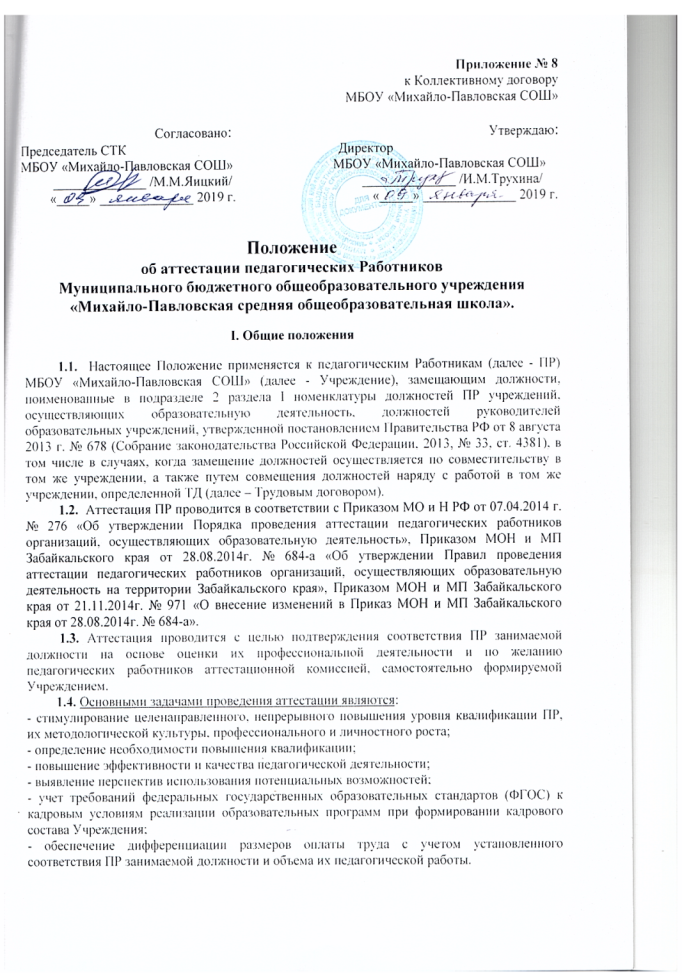 Приложение № 8
к Коллективному договору
МБОУ «Михайло-Павловская СОШ»
Согласовано: Утверждаю:
Председатель СТК Директор
МБОУ «Михайло-Павловская СОШ» МБОУ «Михайло-Павловская СОШ»
/М.М.Яицкий/ /И.М.Трухина/
« 09 » января 2019 г. « 09 » января 2019 г.
Положение
об аттестации педагогических Работников
Муниципального бюджетного общеобразовательного учреждения
«Михайло-Павловская средняя общеобразовательная школа».
I. Общие положения
1.1. Настоящее Положение применяется к педагогическим Работникам (далее - ПР)
МБОУ «Михайло-Павловская СОШ» (далее - Учреждение), замещающим должности,
поименованные в подразделе 2 раздела I номенклатуры должностей ПР учреждений,
осуществляющих образовательную деятельность, должностей руководителей
образовательных учреждений, утвержденной постановлением Правительства РФ от 8 августа
2013 г. № 678 (Собрание законодательства Российской Федерации, 2013, № 33, ст. 4381), в
том числе в случаях, когда замещение должностей осуществляется по совместительству в
том же учреждении, а также путем совмещения должностей наряду с работой в том же
учреждении, определенной ТД (далее – Трудовым договором).
1.2. Аттестация ПР проводится в соответствии с Приказом МО и Н РФ от 07.04.2014 г.
№ 276 «Об утверждении Порядка проведения аттестации педагогических работников
организаций, осуществляющих образовательную деятельность», Приказом МОН и МП
Забайкальского края от 28.08.2014г. № 684-а «Об утверждении Правил проведения
аттестации педагогических работников организаций, осуществляющих образовательную
деятельность на территории Забайкальского края», Приказом МОН и МП Забайкальского
края от 21.11.2014г. № 971 «О внесение изменений в Приказ МОН и МП Забайкальского
края от 28.08.2014г. № 684-а».
1.3. Аттестация проводится с целью подтверждения соответствия ПР занимаемой
должности на основе оценки их профессиональной деятельности и по желанию
педагогических работников аттестационной комиссией, самостоятельно формируемой
Учреждением.
1.4. Основными задачами проведения аттестации являются:
- стимулирование целенаправленного, непрерывного повышения уровня квалификации ПР,
их методологической культуры, профессионального и личностного роста;
- определение необходимости повышения квалификации;
- повышение эффективности и качества педагогической деятельности;
- выявление перспектив использования потенциальных возможностей;
- учет требований федеральных государственных образовательных стандартов (ФГОС) к
кадровым условиям реализации образовательных программ при формировании кадрового
состава Учреждения;
- обеспечение дифференциации размеров оплаты труда с учетом установленного
соответствия ПР занимаемой должности и объема их педагогической работы.